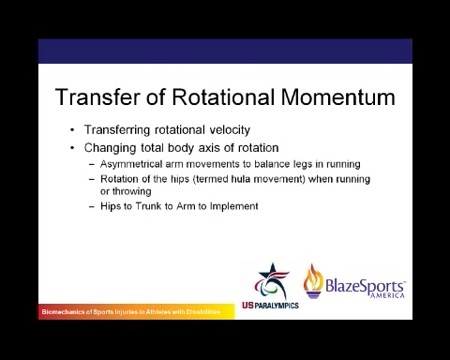 Transfer of Rotational Momentum
• Transferring rotational velocity
• Changing total body axis of rotation
– Asymmetrical arm movements to balance legs in running
– Rotation of the hips (termed hula movement) when running
or throwing
– Hips to Trunk to Arm to Implement
US PARALYMPICS
BlazeSports
AMERICA
Biomechanics of Sports Injuries in Athletes with Disabilities